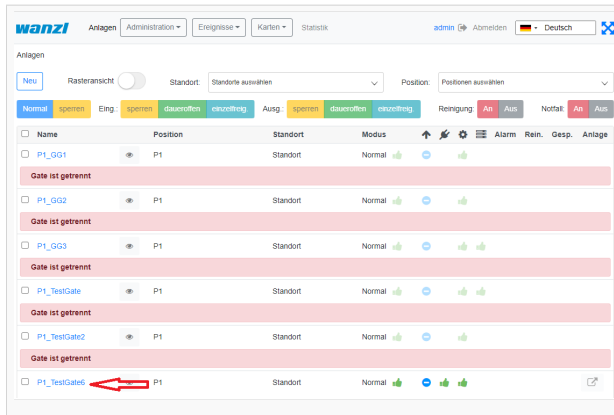 wanzl Anlagen Administration Ereignisse Karten Statistik admin Abmelden Deutsch
Anlagen
Neu Rasteransicht Standort: Standorte auswählen Position: Positionen auswählen
Normal sperren Eing.: sperren daueroffen einzelfreig. Ausg.: sperren daueroffen einzelfreig. Reinigung: An Aus Notfall: An Aus
Name Position Standort Modus Alarm Rein. Gesp. Anlage
P1_GG1 P1 Standort Normal
Gate ist getrennt
P1_GG2 P1 Standort Normal
Gate ist getrennt
P1_GG3 P1 Standort Normal
Gate ist getrennt
P1_TestGate P1 Standort Normal
Gate ist getrennt
P1_TestGate2 P1 Standort Normal
Gate ist getrennt
P1_TestGate6 P1 Standort Normal